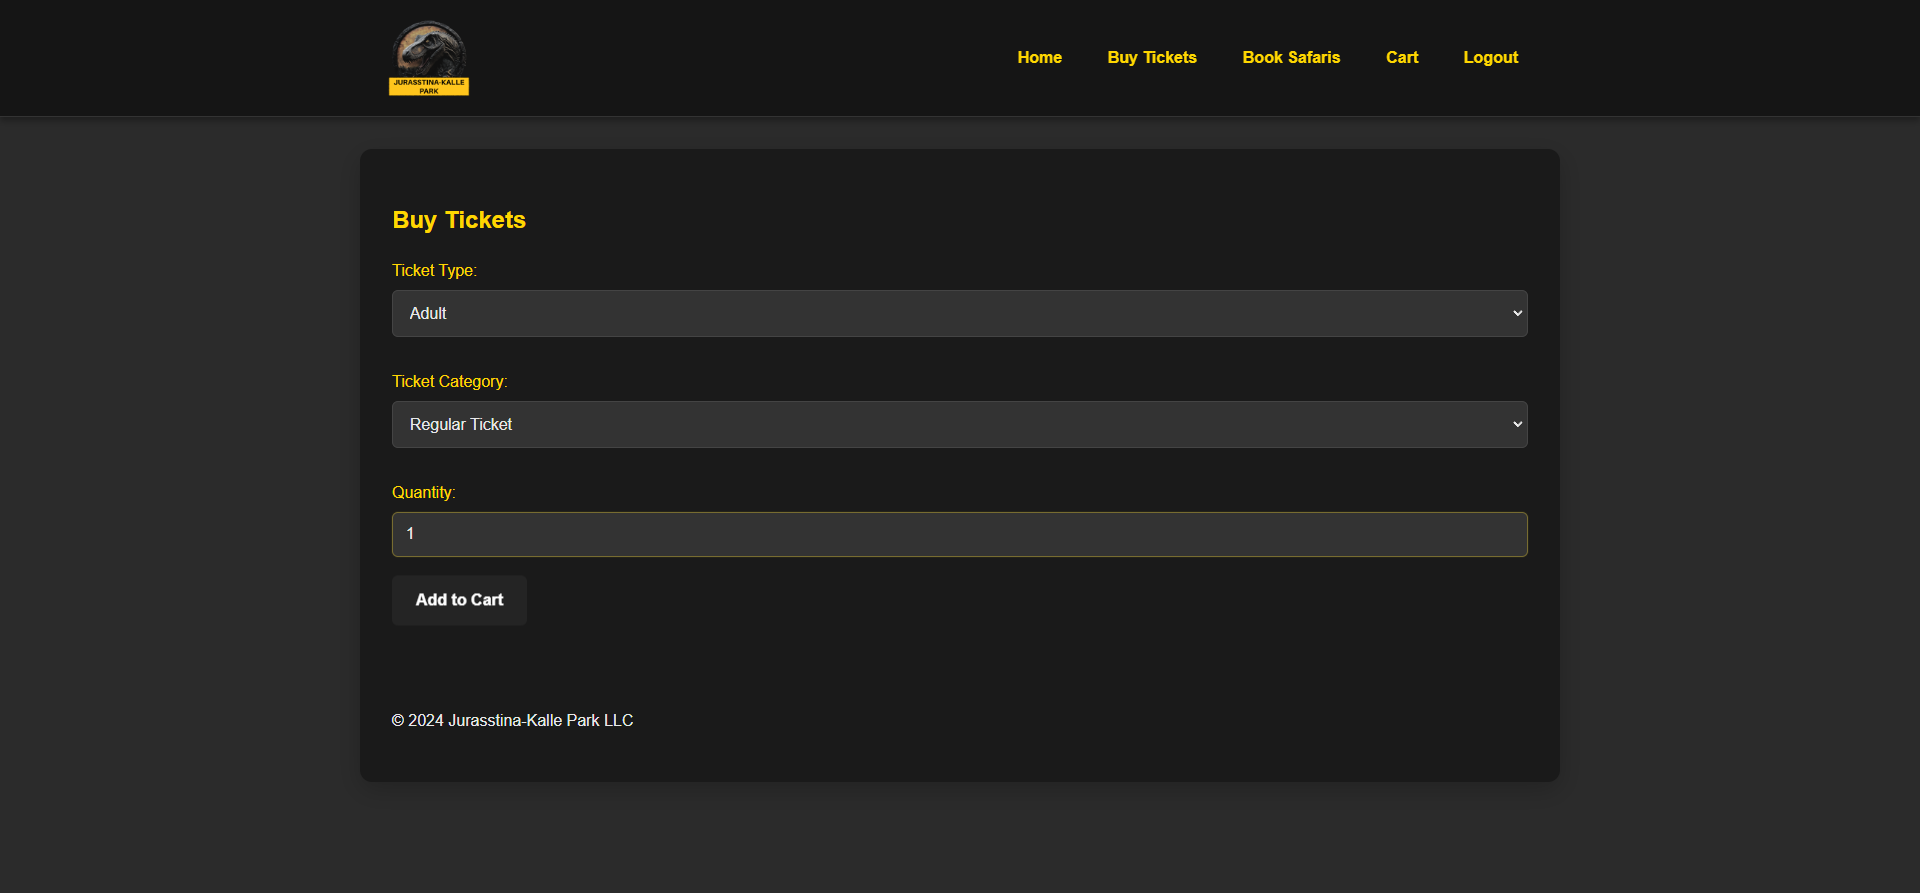 JURASSTINA-KALLE
PARK
Home Buy Tickets Book Safaris Cart Logout
Buy Tickets
Ticket Type:
Adult
Ticket Category:
Regular Ticket
Quantity:
1
Add to Cart
© 2024 Jurasstina-Kalle Park LLC